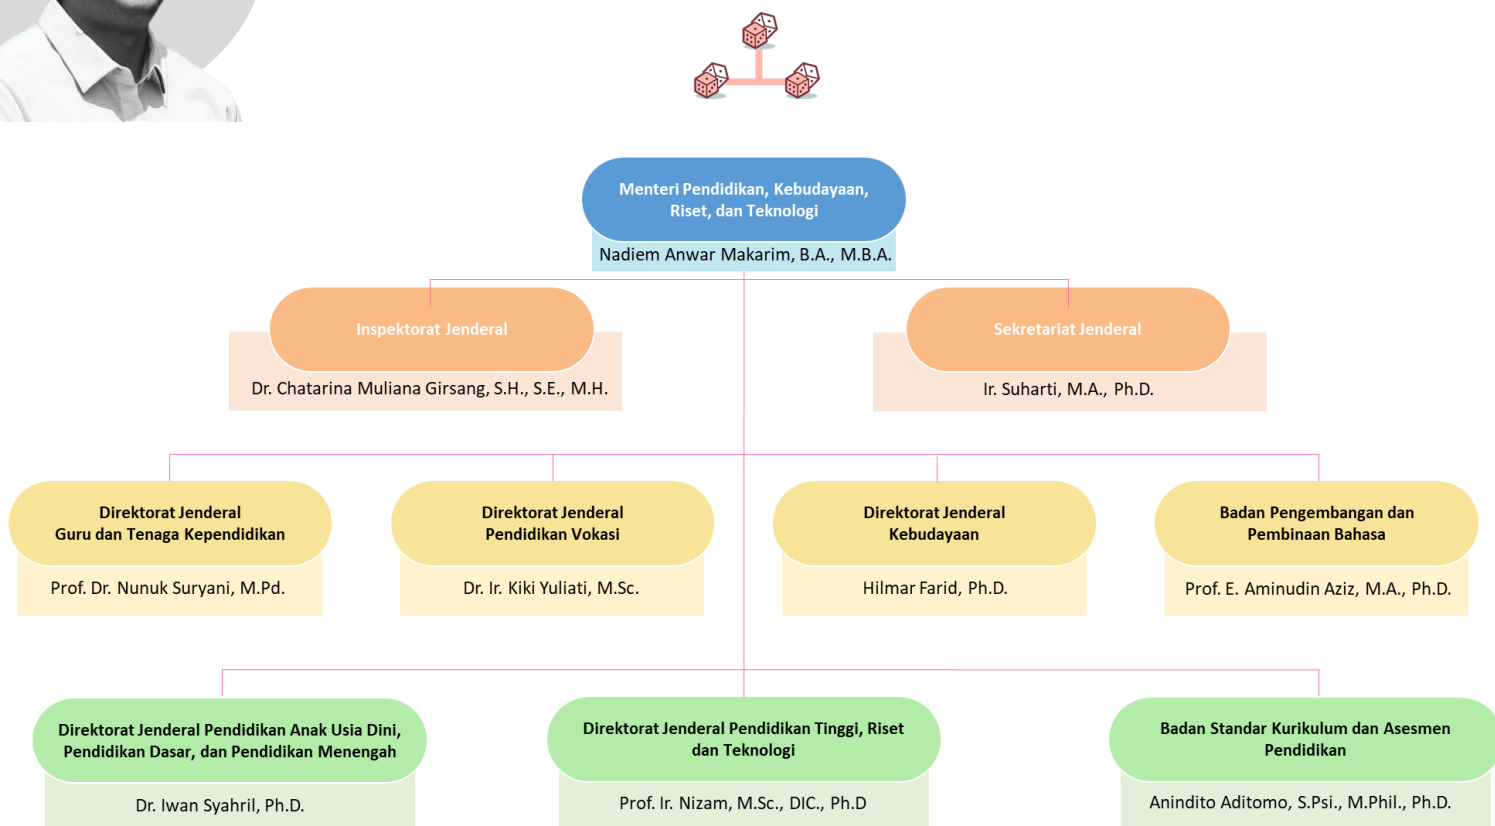 Menteri Pendidikan, Kebudayaan,
Riset, dan Teknologi
Nadiem Anwar Makarim, B.A., M.B.A.
Inspektorat Jenderal
Dr. Chatarina Muliana Girsang, S.H., S.E., M.H.
Sekretariat Jenderal
Ir. Suharti, M.A., Ph.D.
Direktorat Jenderal
Guru dan Tenaga Kependidikan
Prof. Dr. Nunuk Suryani, M.Pd.
Direktorat Jenderal
Pendidikan Vokasi
Dr. Ir. Kiki Yuliati, M.Sc.
Direktorat Jenderal
Kebudayaan
Hilmar Farid, Ph.D.
Badan Pengembangan dan
Pembinaan Bahasa
Prof. E. Aminudin Aziz, M.A., Ph.D.
Direktorat Jenderal Pendidikan Anak Usia Dini,
Pendidikan Dasar, dan Pendidikan Menengah
Dr. Iwan Syahril, Ph.D.
Direktorat Jenderal Pendidikan Tinggi, Riset
dan Teknologi
Prof. Ir. Nizam, M.Sc., DIC., Ph.D
Badan Standar Kurikulum dan Asesmen
Pendidikan
Anindito Aditomo, S.Psi., M.Phil., Ph.D.